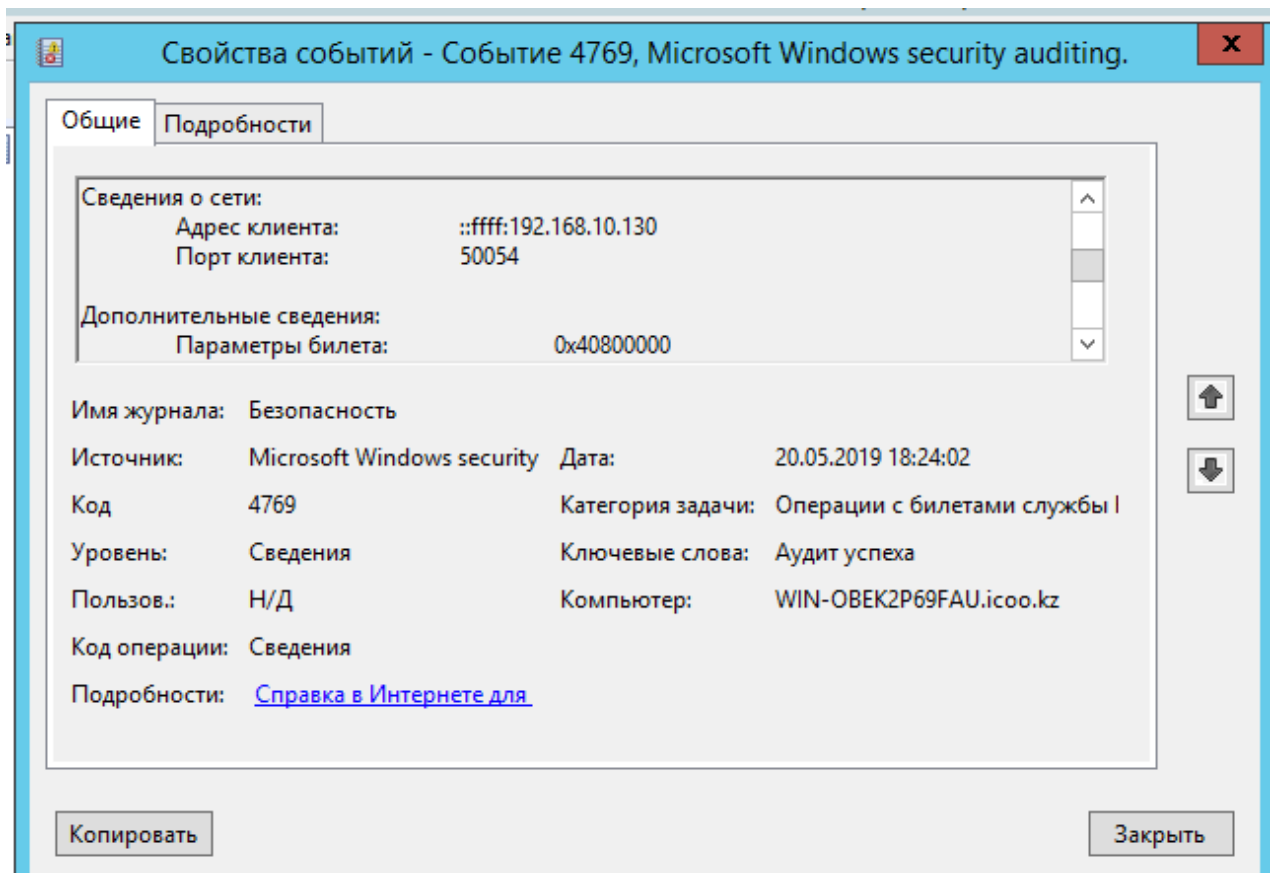 Свойства событий - Событие 4769, Microsoft Windows security auditing.
x
Общие Подробности
Сведения о сети:
Адрес клиента: ::ffff:192.168.10.130
Порт клиента: 50054
Дополнительные сведения:
Параметры билета: 0x40800000
Имя журнала: Безопасность
Источник: Microsoft Windows security Дата: 20.05.2019 18:24:02
Код 4769 Категория задачи: Операции с билетами службы
Уровень: Сведения Ключевые слова: Аудит успеха
Пользов.: Н/Д Компьютер: WIN-OBEK2P69FAU.icoo.kz
Код операции: Сведения
Подробности: Справка в Интернете для
Копировать Закрыть